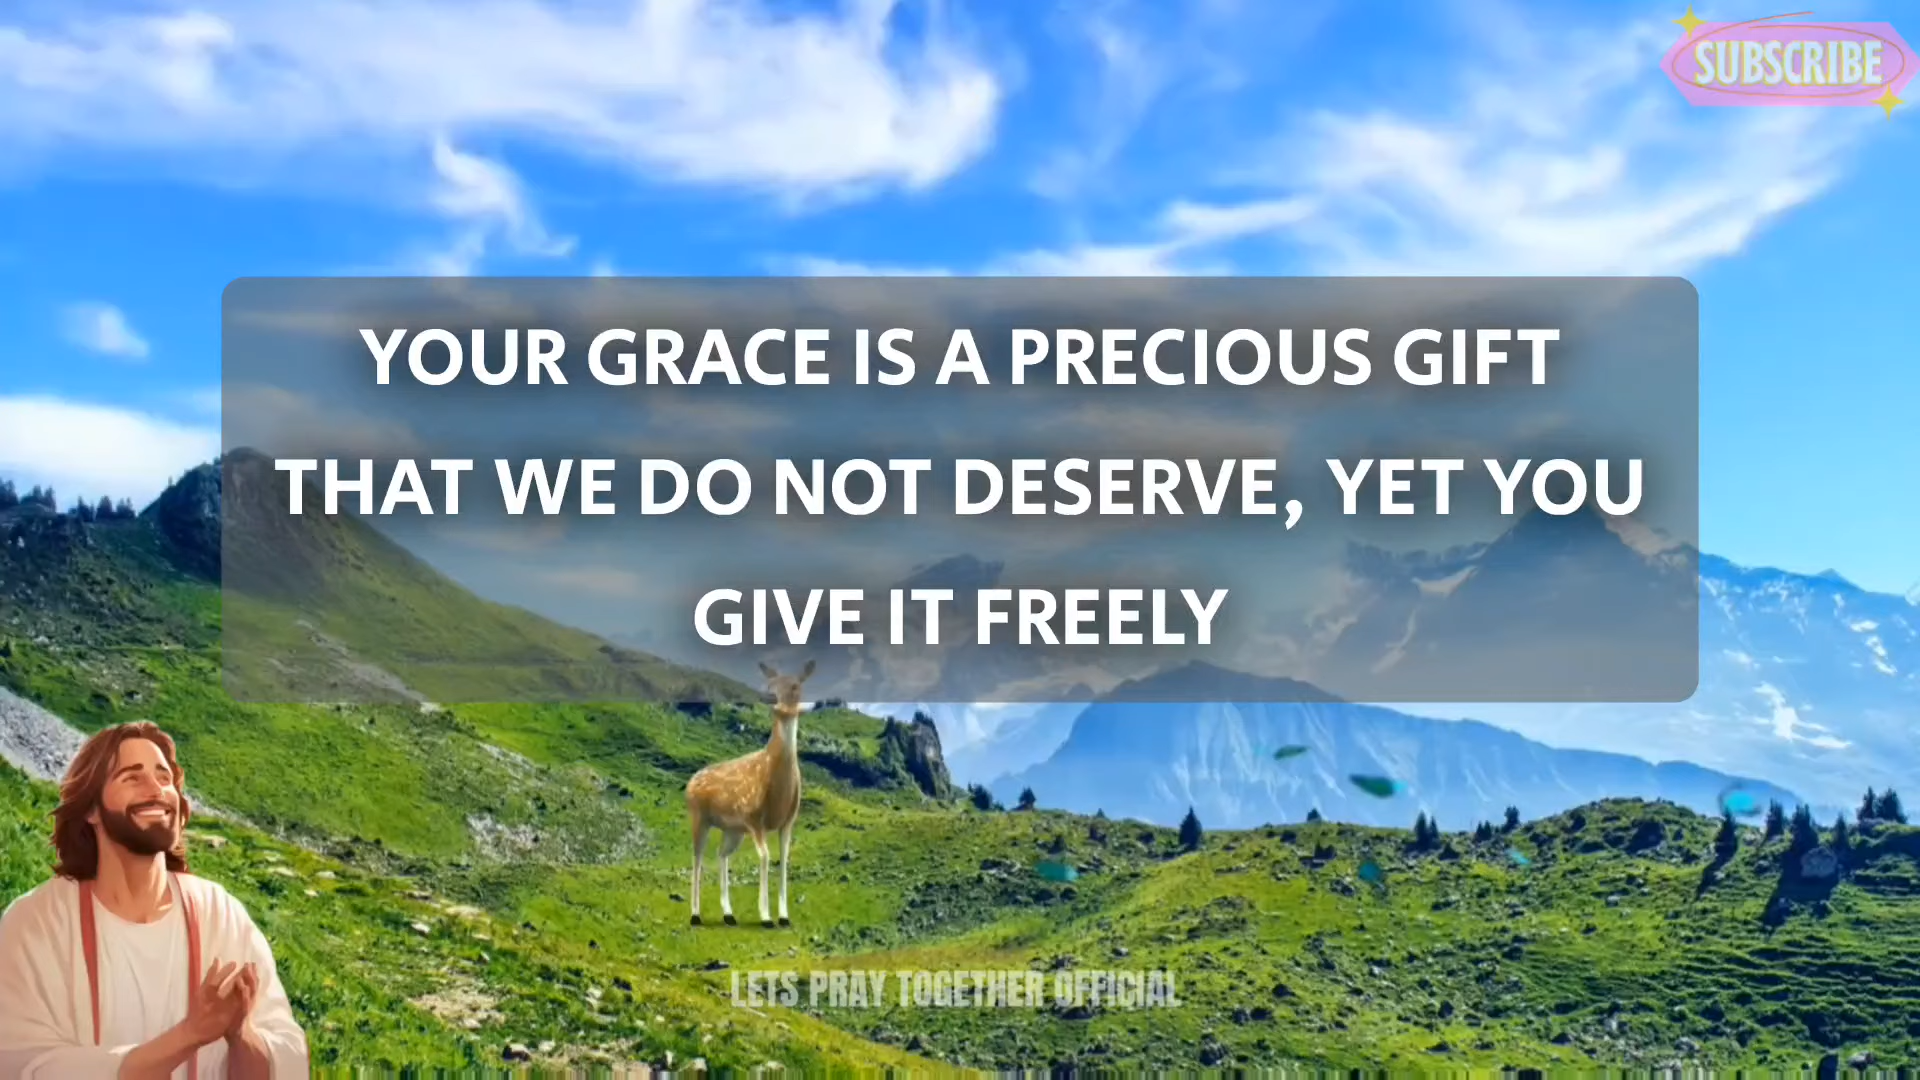 SUBSCRIBE
YOUR GRACE IS A PRECIOUS GIFT
THAT WE DO NOT DESERVE, YET YOU
GIVE IT FREELY
LETS PRAY TOGETHER OFFICIAL